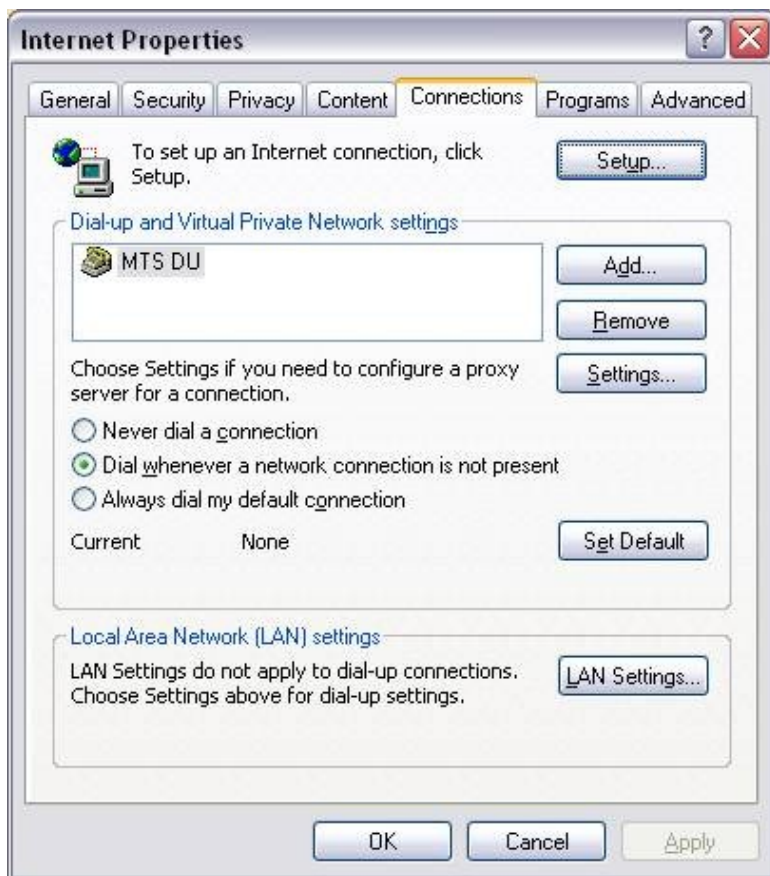 Internet Properties
General Security Privacy Content Connections Programs Advanced
To set up an Internet connection, click
Setup.
Setup...
Dial-up and Virtual Private Network settings
MTS DU
Add...
Remove
Choose Settings if you need to configure a proxy
server for a connection.
Settings...
Never dial a connection
Dial whenever a network connection is not present
Always dial my default connection
Current None
Set Default
Local Area Network (LAN) settings
LAN Settings do not apply to dial-up connections.
Choose Settings above for dial-up settings.
LAN Settings...
OK Cancel Apply